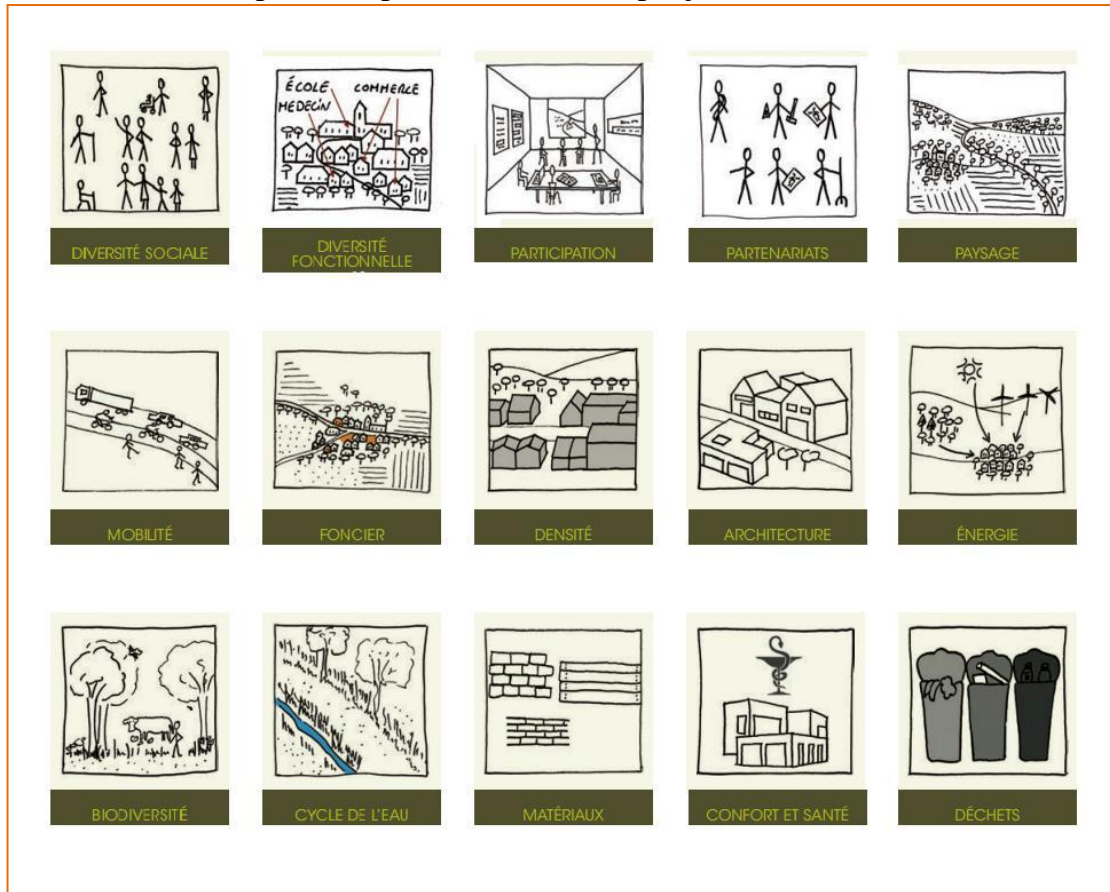 ÉCOLE COMMERCE
MEDECIN
DIVERSITÉ SOCIALE
DIVERSITÉ
FONCTIONNELLE
PARTICIPATION
PARTENARIATS
PAYSAGE
MOBILITÉ
FONCIER
DENSITÉ
ARCHITECTURE
ÉNERGIE
BIODIVERSITÉ
CYCLE DE L'EAU
MATÉRIAUX
CONFORT ET SANTÉ
DÉCHETS